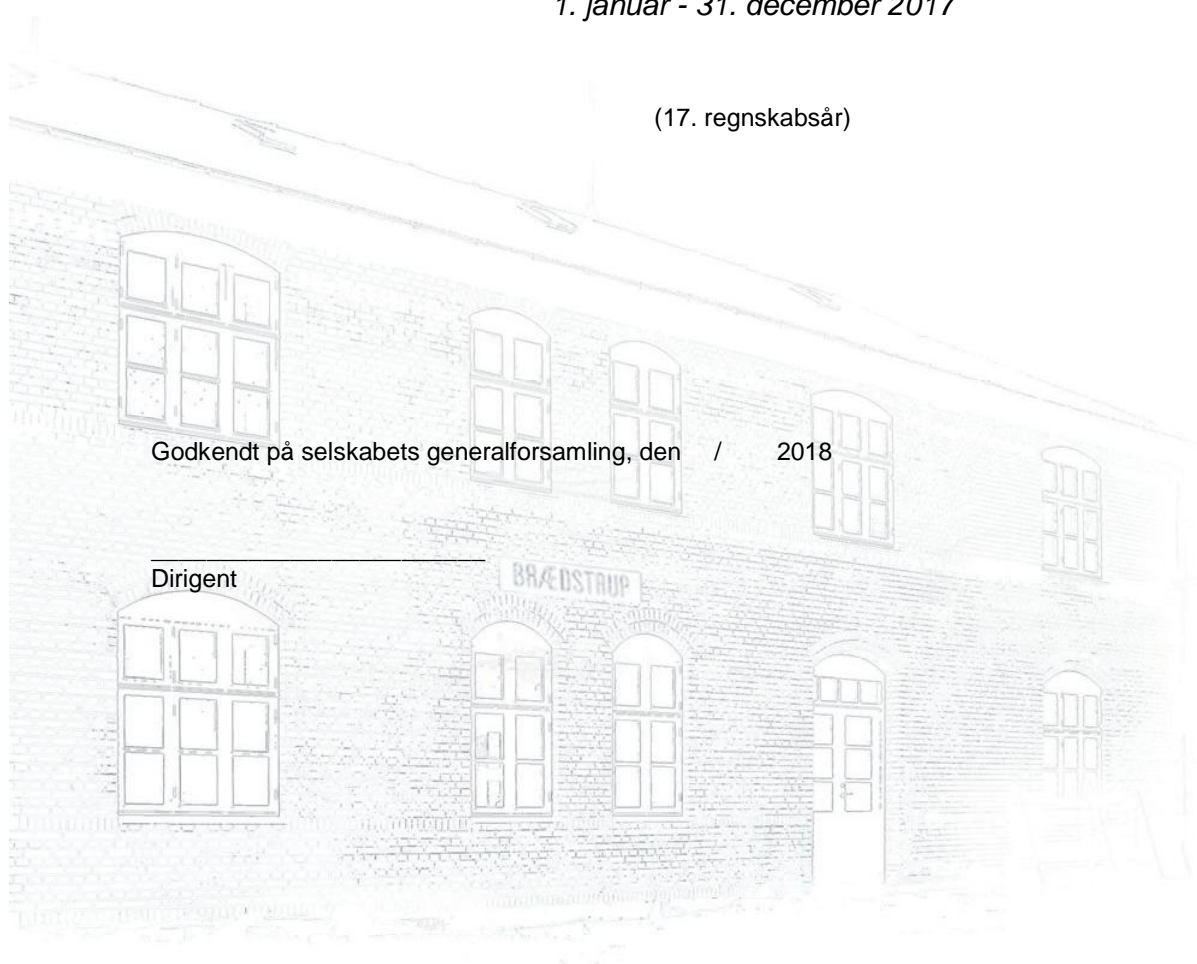 1. januar - 31. december 2017
(17. regnskabsår)
Godkendt på selskabets generalforsamling, den / 2018
Dirigent
BRÆDSTRUP